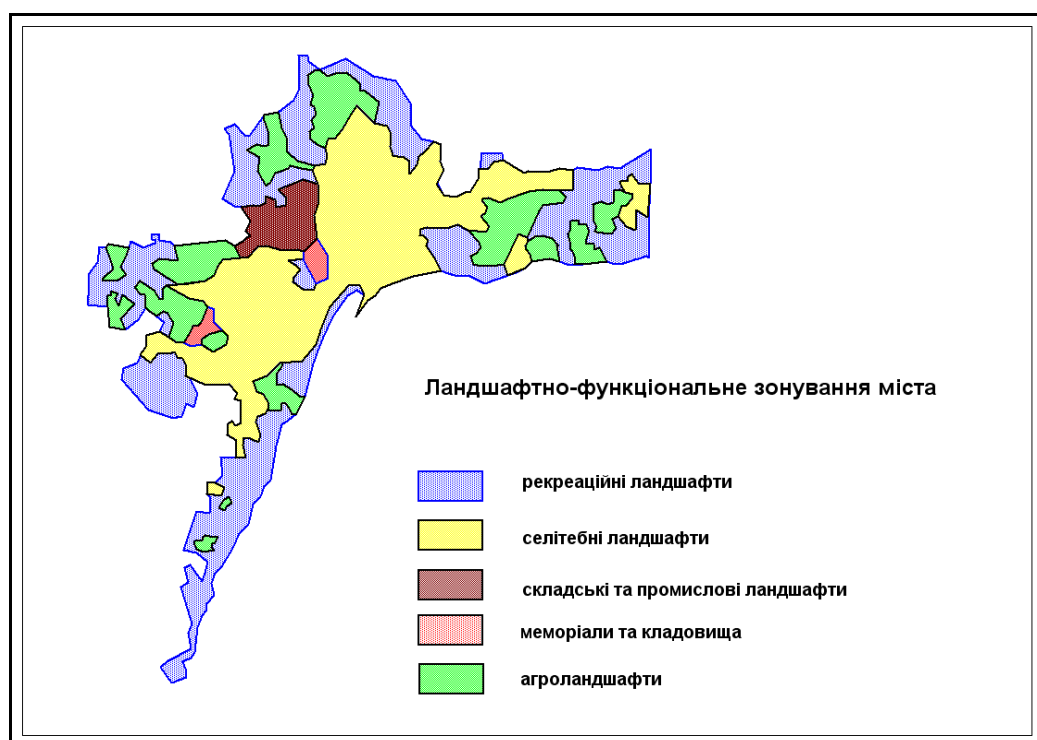 Ландшафтно-функціональне зонування міста
рекреаційні ландшафти
селітебні ландшафти
складські та промислові ландшафти
меморіали та кладовища
агроландшафти